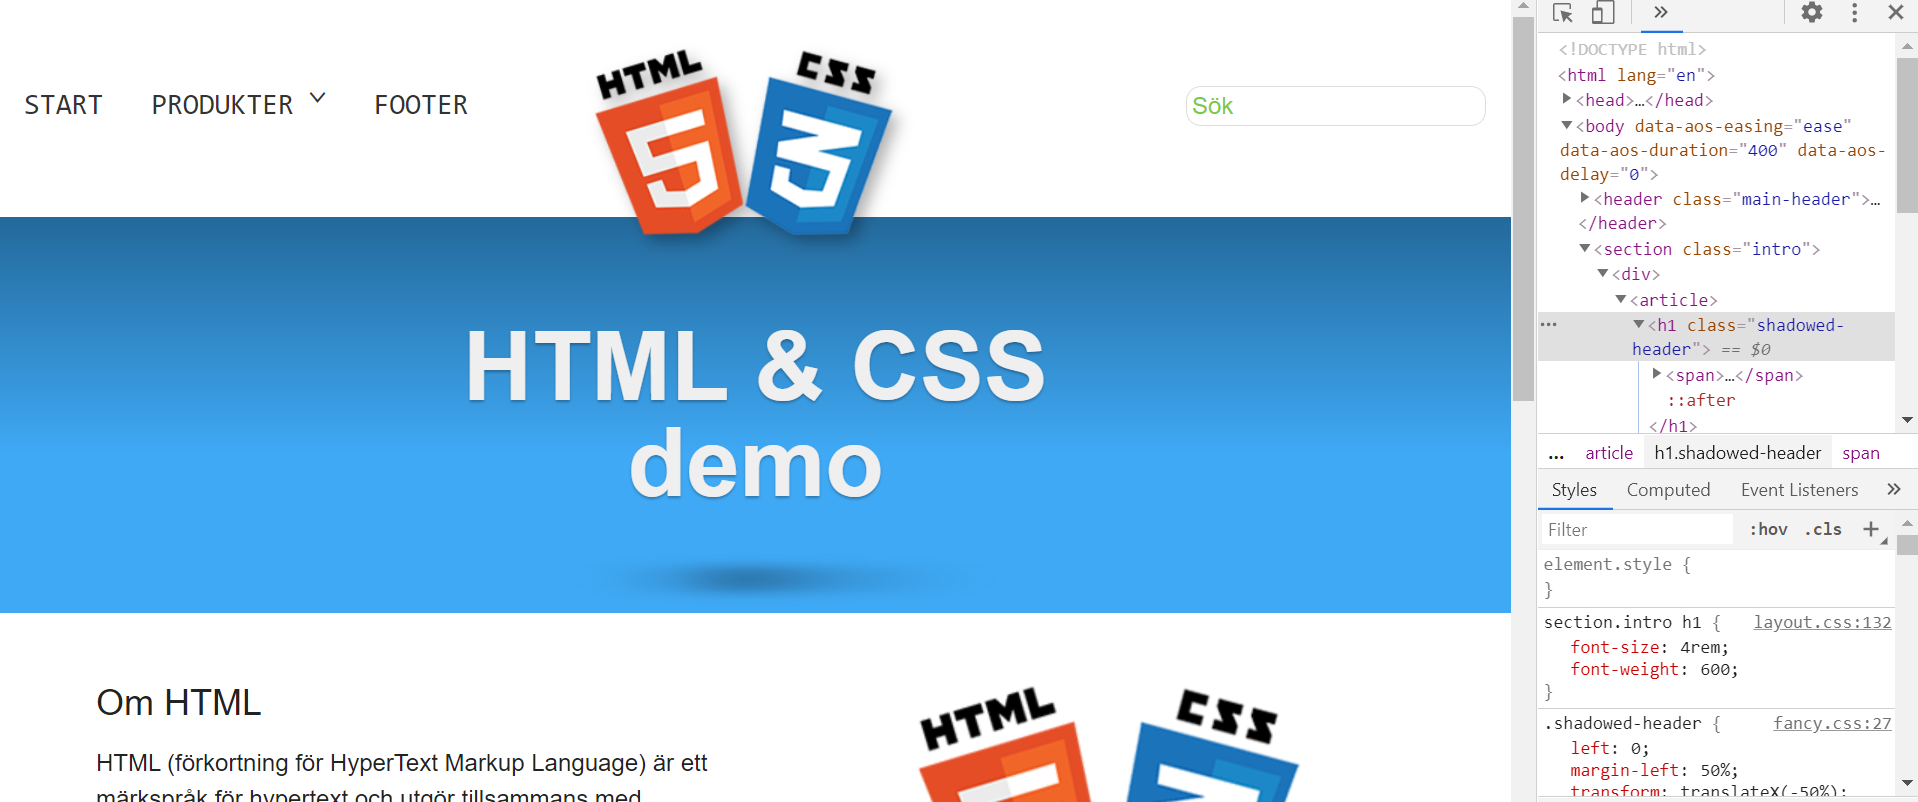 START PRODUKTER FOOTER
HTML CSS
5 3
Sök
HTML & CSS
demo
Om HTML
HTML (förkortning för HyperText Markup Language) är ett
märkspråk för hypertext och utgör tillsammans med
HTML CSS
<!DOCTYPE html>
<html lang="en">
<head>…</head>
<body data-aos-easing="ease"
data-aos-duration="400" data-aos-
delay="0">
<header class="main-header">…
</header>
<section class="intro">
<div>
<article>
<h1 class="shadowed-
header"> == $0
<span>…</span>
::after
</h1>
... article h1.shadowed-header span
Styles Computed Event Listeners
Filter :hov .cls +
element.style {
}
section.intro h1 { layout.css:132
font-size: 4rem;
font-weight: 600;
}
.shadowed-header { fancy.css:27
left: 0;
margin-left: 50%;
transform: translateX(-50%);